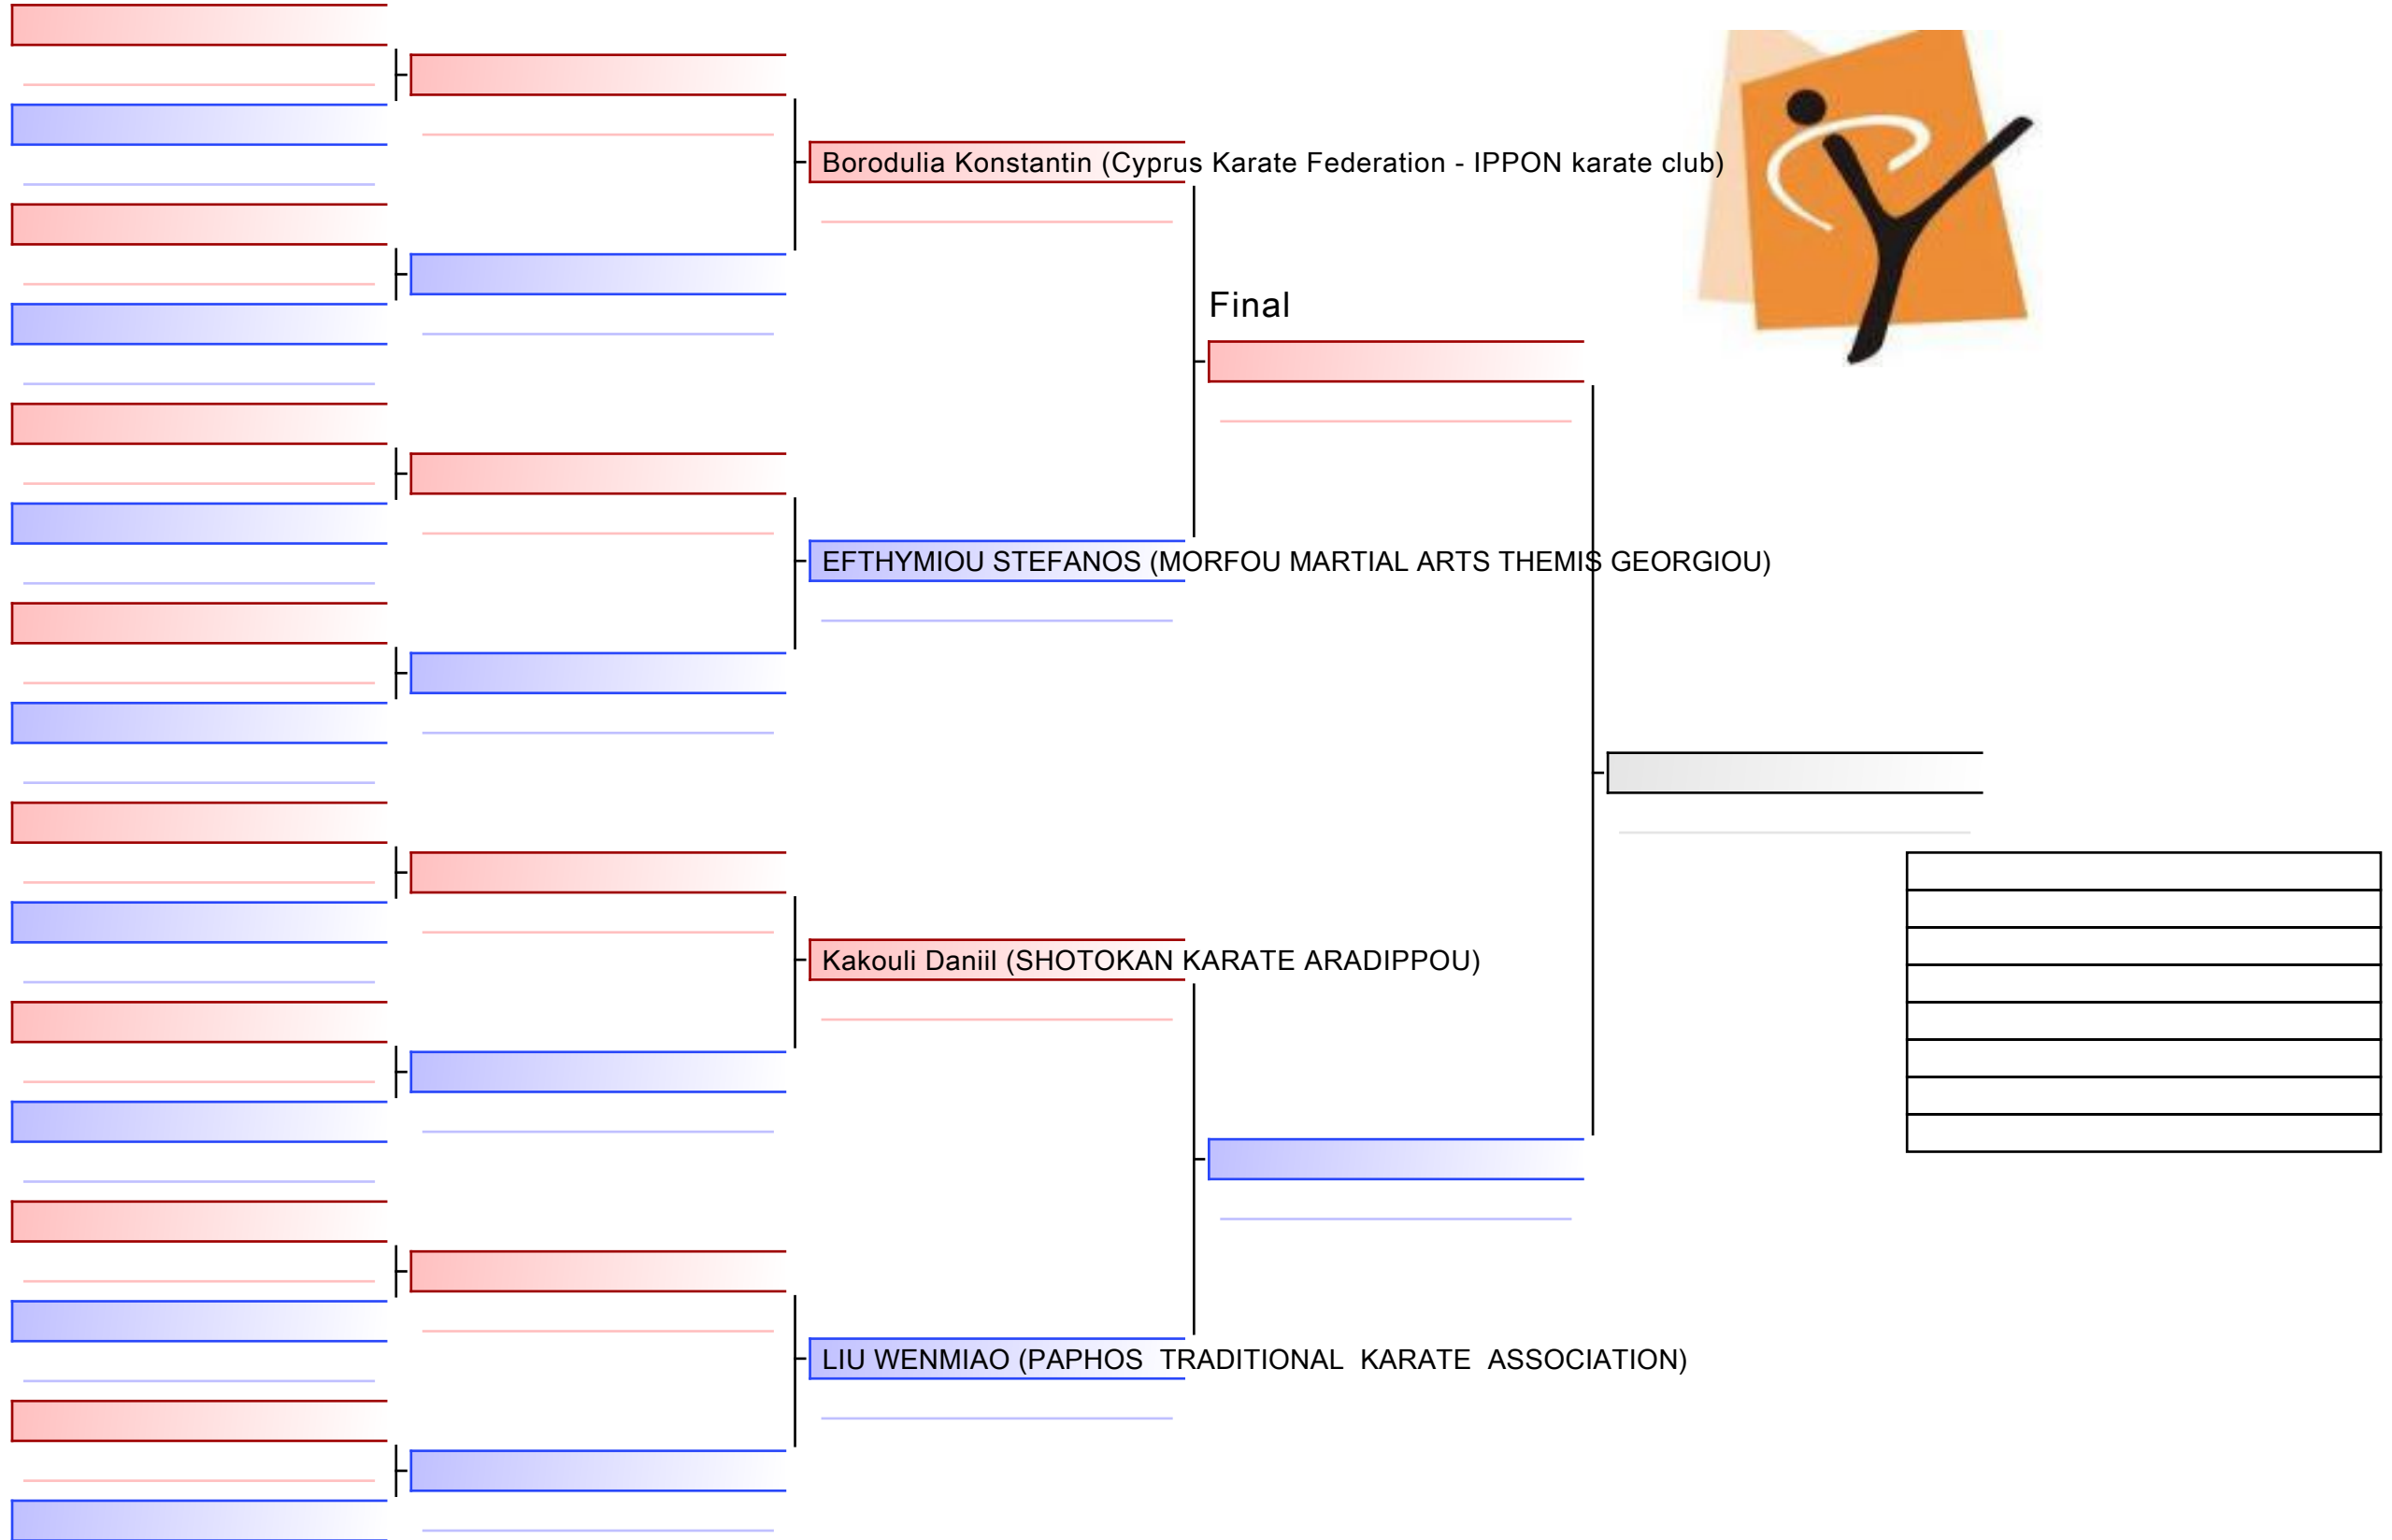 Borodulia Konstantin (Cyprus Karate Federation - IPPON karate club)
Final
EFTHYMIOU STEFANOS (MORFOU MARTIAL ARTS THEMIS GEORGIOU)
Kakouli Daniil (SHOTOKAN KARATE ARADIPPOU)
LIU WENMIAO (PAPHOS TRADITIONAL KARATE ASSOCIATION)